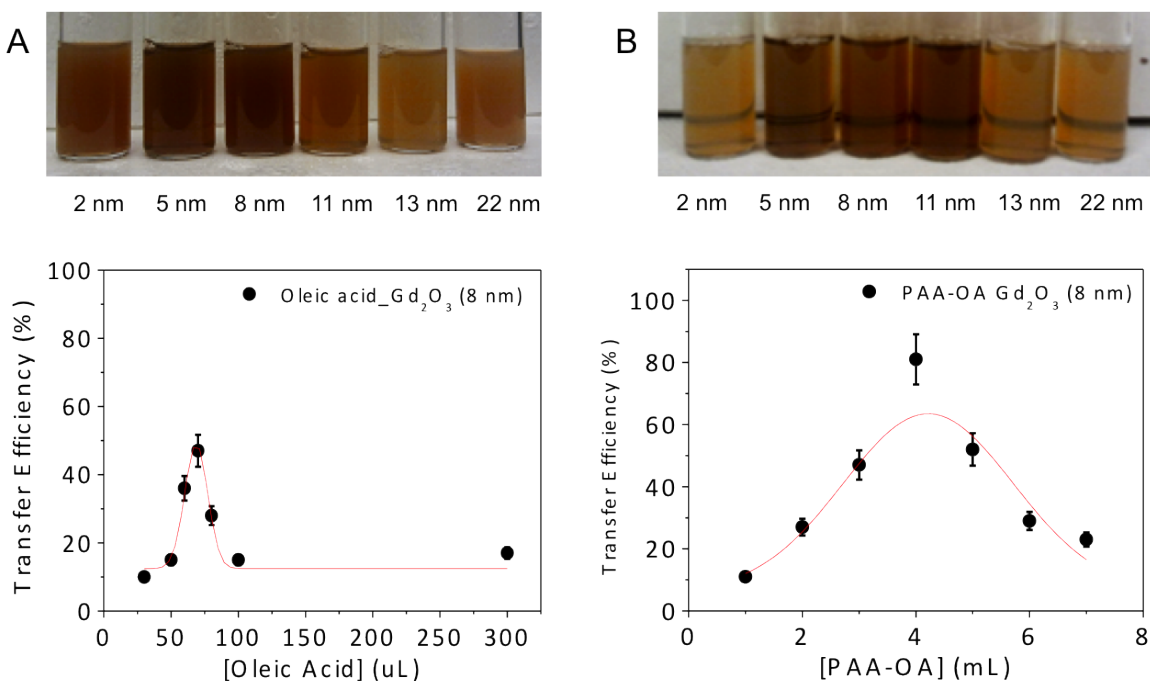 A
2 nm 5 nm 8 nm 11 nm 13 nm 22 nm
100
80
60
40
20
0
Transfer Efficiency (%)
Oleic acid_Gd₂O₃ (8 nm)
0 50 100 150 200 250 300
[Oleic Acid] (uL)
B
2 nm 5 nm 8 nm 11 nm 13 nm 22 nm
100
80
60
40
20
0
Transfer Efficiency (%)
PAA-OA Gd₂O₃ (8 nm)
0 2 4 6 8
[PAA-OA] (mL)